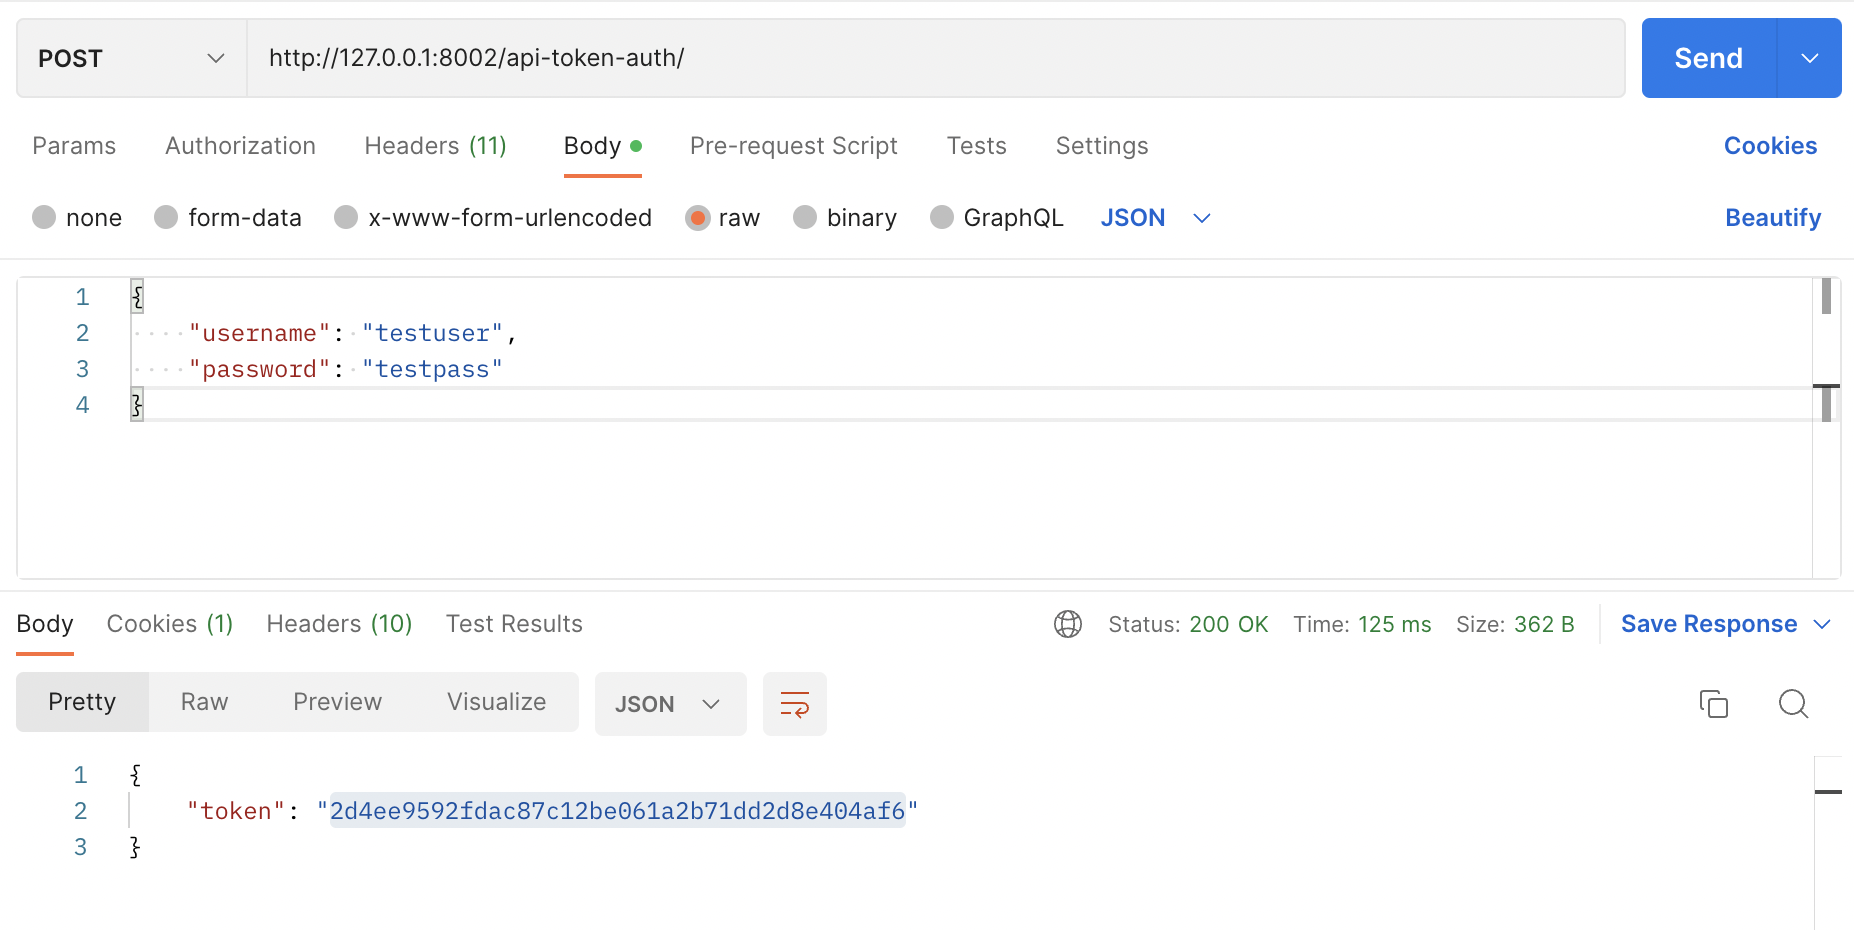 POST http://127.0.0.1:8002/api-token-auth/ Send
Params Authorization Headers (11) Body Pre-request Script Tests Settings Cookies
none form-data x-www-form-urlencoded raw binary GraphQL JSON Beautify
1 {
2 "username": "testuser",
3 "password": "testpass"
4 }
Body Cookies (1) Headers (10) Test Results Status: 200 OK Time: 125 ms Size: 362 B Save Response
Pretty Raw Preview Visualize JSON
1 {
2 "token": "2d4ee9592fdac87c12be061a2b71dd2d8e404af6"
3 }